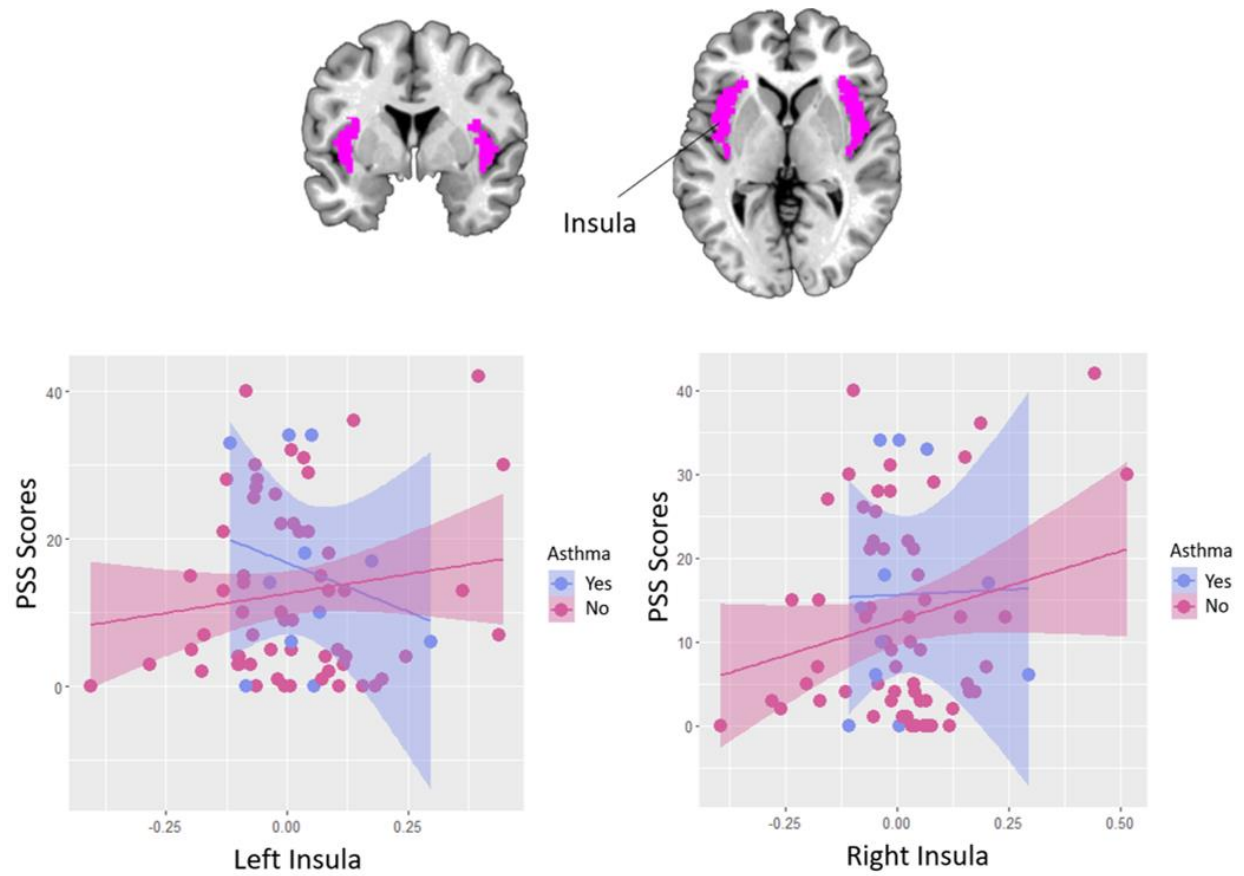 Insula
PSS Scores
40
20
0
-0.25
0.00
0.25
Left Insula
Asthma
Yes
No
PSS Scores
40
30
20
10
0
-0.25
0.00
0.25
0.50
Right Insula
Asthma
Yes
No